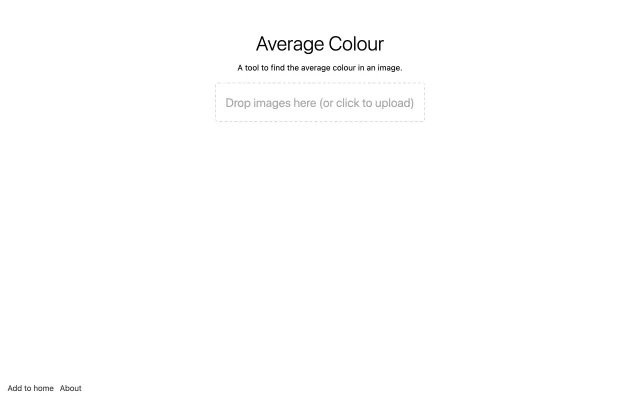 Average Colour
A tool to find the average colour in an image.
Drop images here (or click to upload)
Add to home About